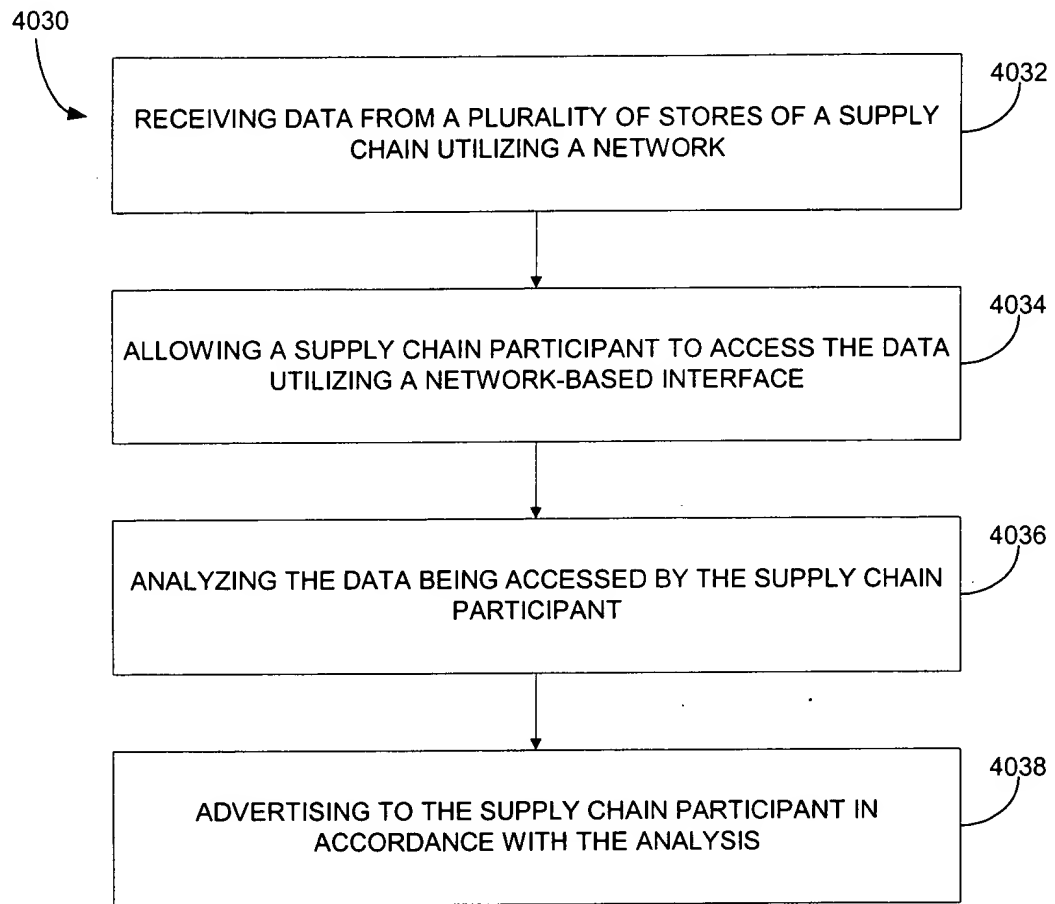 4030
4032
RECEIVING DATA FROM A PLURALITY OF STORES OF A SUPPLY
CHAIN UTILIZING A NETWORK
4034
ALLOWING A SUPPLY CHAIN PARTICIPANT TO ACCESS THE DATA
UTILIZING A NETWORK-BASED INTERFACE
4036
ANALYZING THE DATA BEING ACCESSED BY THE SUPPLY CHAIN
PARTICIPANT
4038
ADVERTISING TO THE SUPPLY CHAIN PARTICIPANT IN
ACCORDANCE WITH THE ANALYSIS